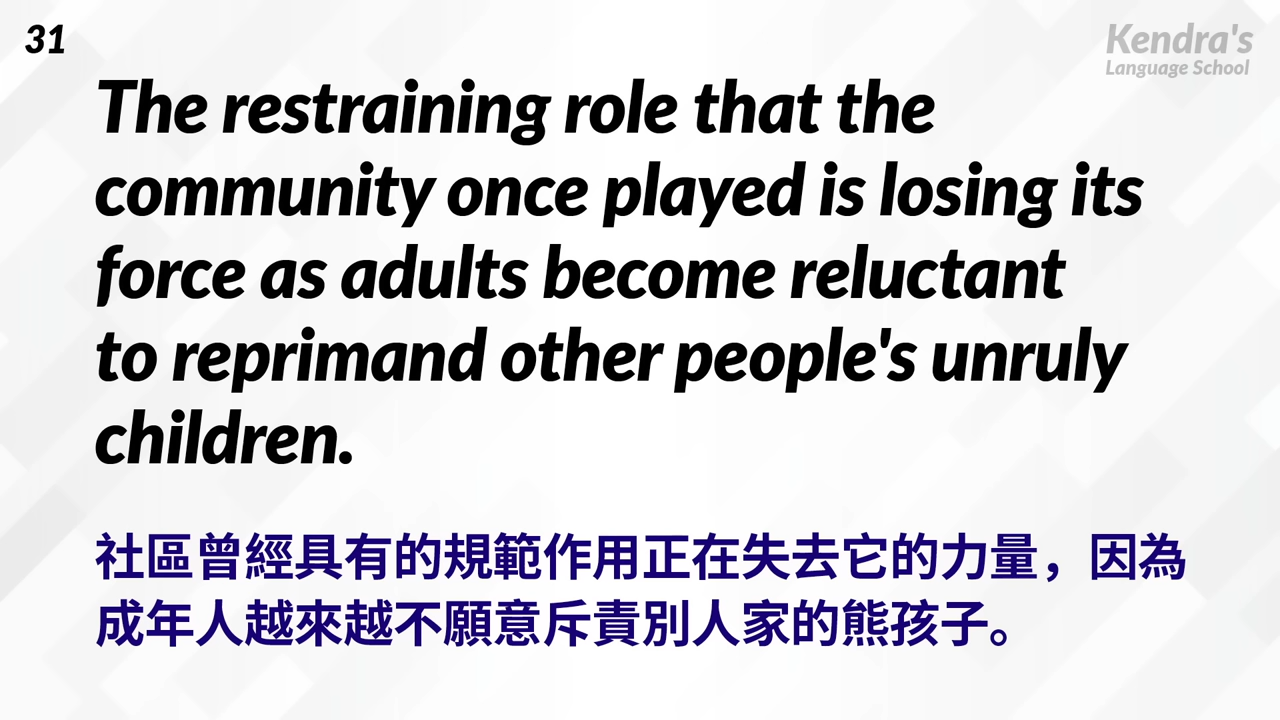 31
Kendra's
Language School
The restraining role that the
community once played is losing its
force as adults become reluctant
to reprimand other people's unruly
children.
社區曾經具有的規範作用正在失去它的力量，因為
成年人越來越不願意斥責別人家的熊孩子。